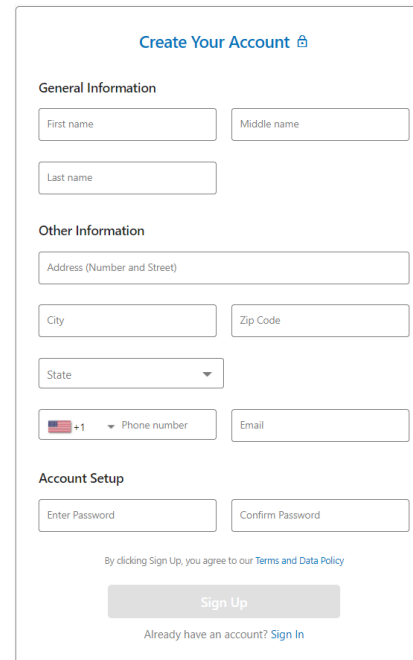 Create Your Account
General Information
First name Middle name
Last name
Other Information
Address (Number and Street)
City Zip Code
State
+1 Phone number Email
Account Setup
Enter Password Confirm Password
By clicking Sign Up, you agree to our Terms and Data Policy
Sign Up
Already have an account? Sign In